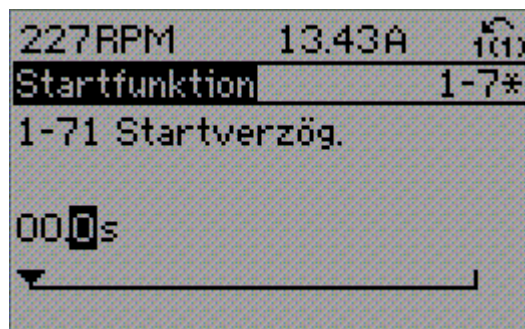 227RPM 13.43A 1(1)
Startfunktion 1-7*
1-71 Startverzög.
00.0s